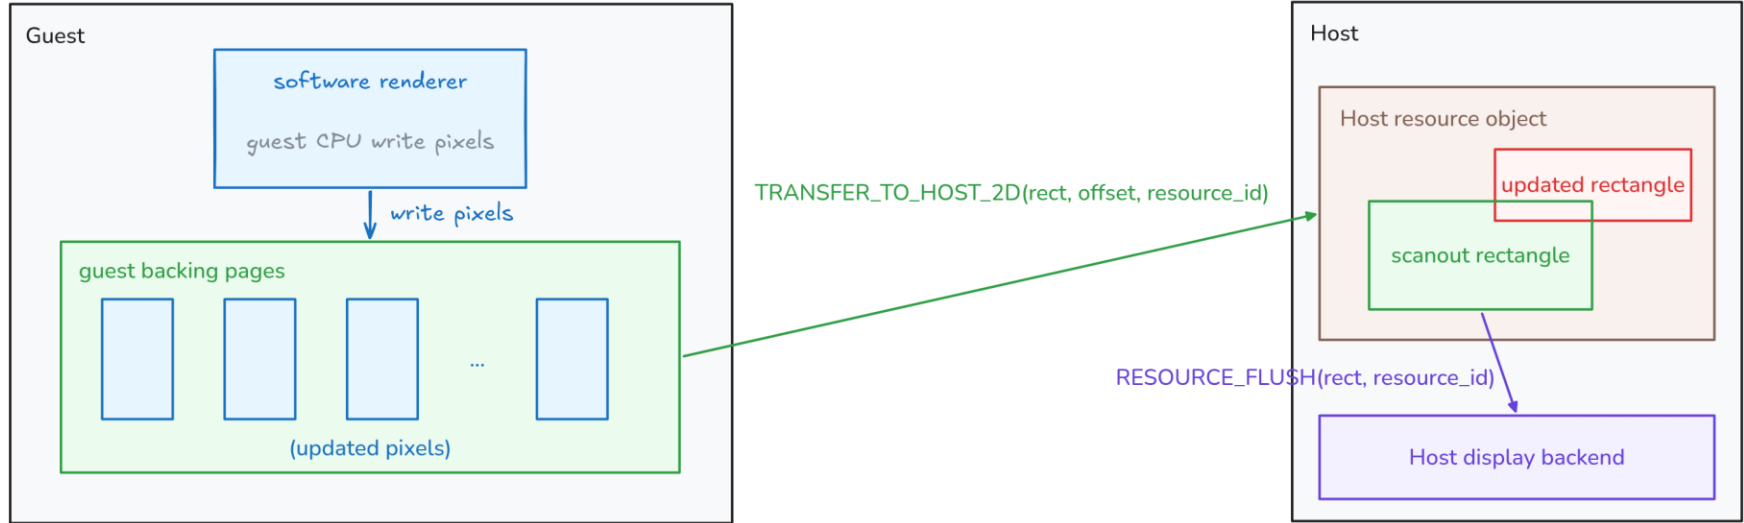 Guest
software renderer
guest CPU write pixels
write pixels
guest backing pages
...
(updated pixels)
TRANSFER_TO_HOST_2D(rect, offset, resource_id)
Host
Host resource object
updated rectangle
scanout rectangle
RESOURCE_FLUSH(rect, resource_id)
Host display backend